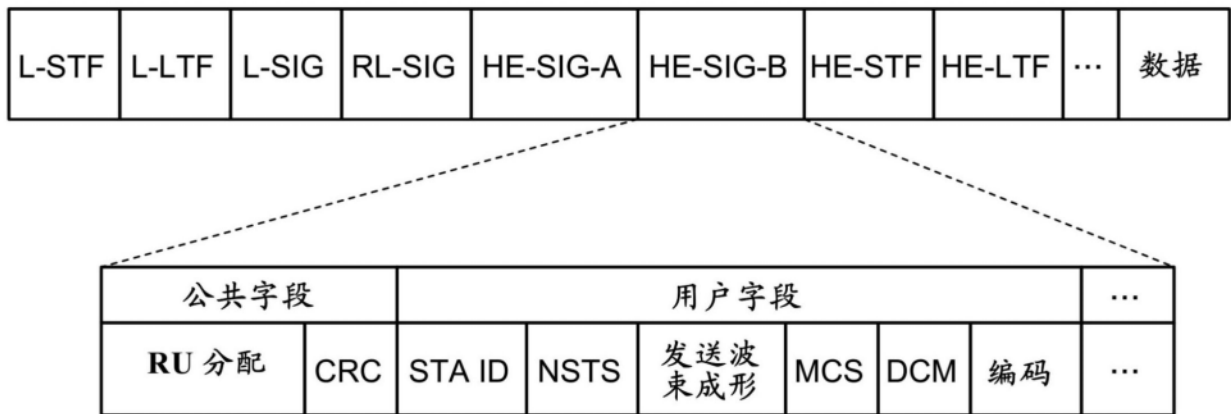 L-STF L-LTF L-SIG RL-SIG HE-SIG-A HE-SIG-B HE-STF HE-LTF ... 数据
公共字段 用户字段 ...
RU 分配 CRC STA ID NSTS 发送波 MCS DCM 编码 ...
束成形